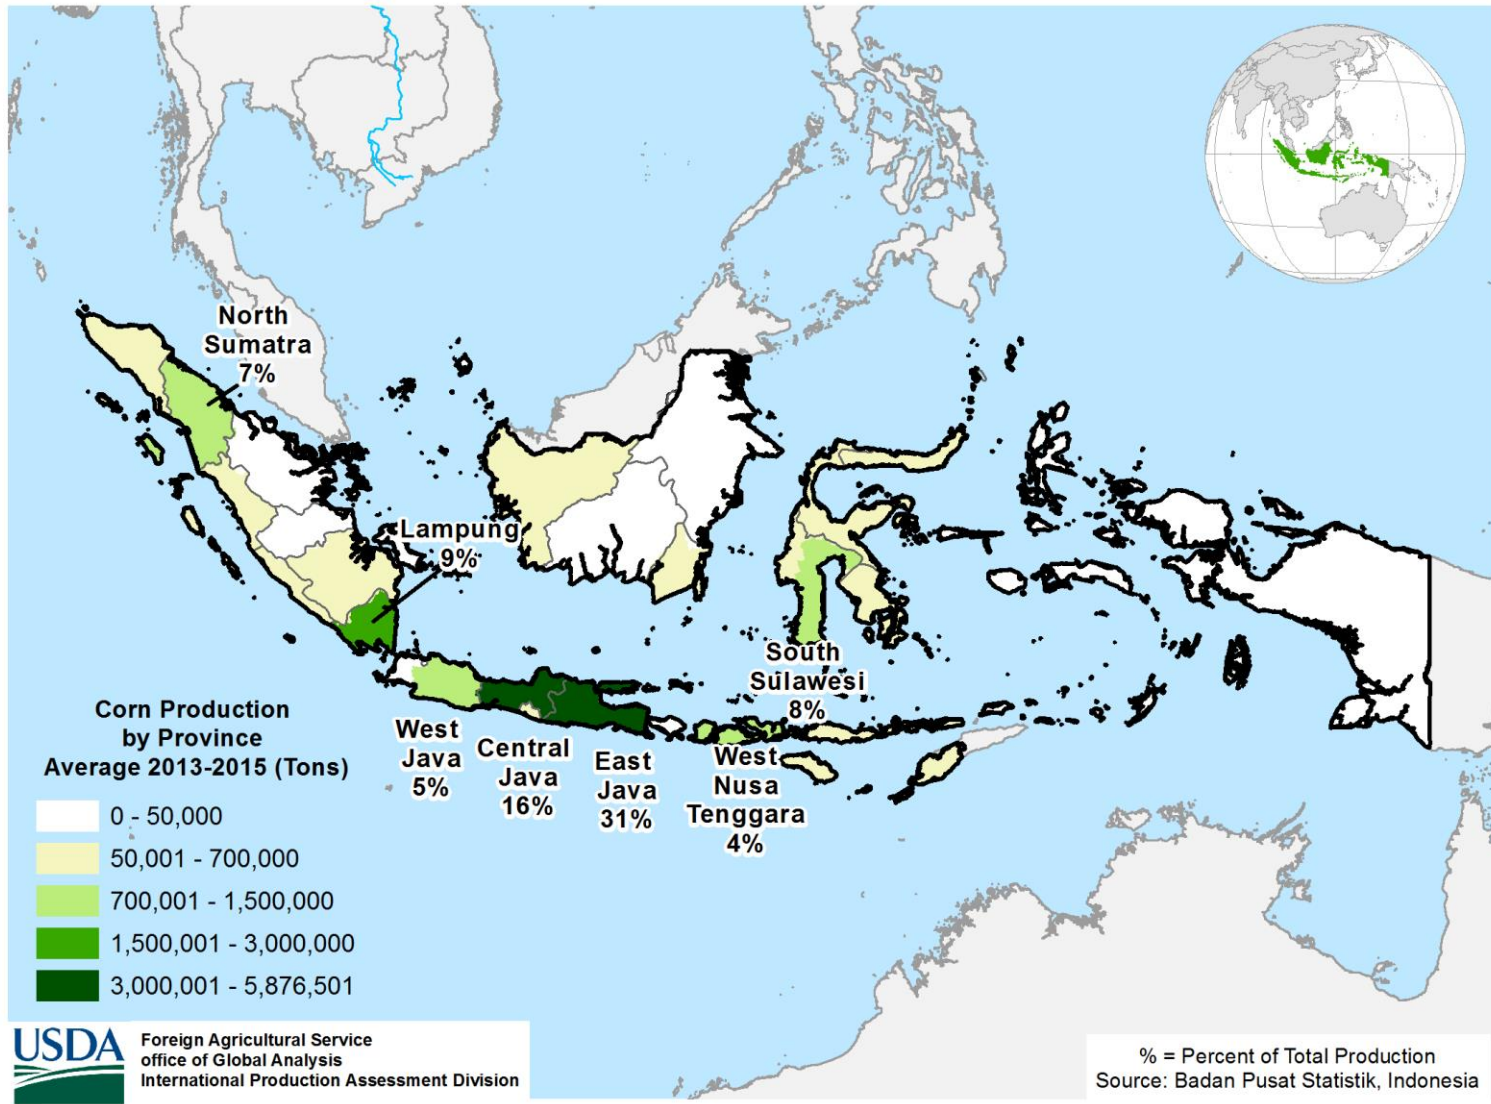 North
Sumatra
7%
Lampung
9%
South
Sulawesi
8%
West
Java
5%
Central
Java
16%
East
Java
31%
West
Nusa
Tenggara
4%
Corn Production
by Province
Average 2013-2015 (Tons)
0 - 50,000
50,001 - 700,000
700,001 - 1,500,000
1,500,001 - 3,000,000
3,000,001 - 5,876,501
USDA
Foreign Agricultural Service
office of Global Analysis
International Production Assessment Division
% = Percent of Total Production
Source: Badan Pusat Statistik, Indonesia